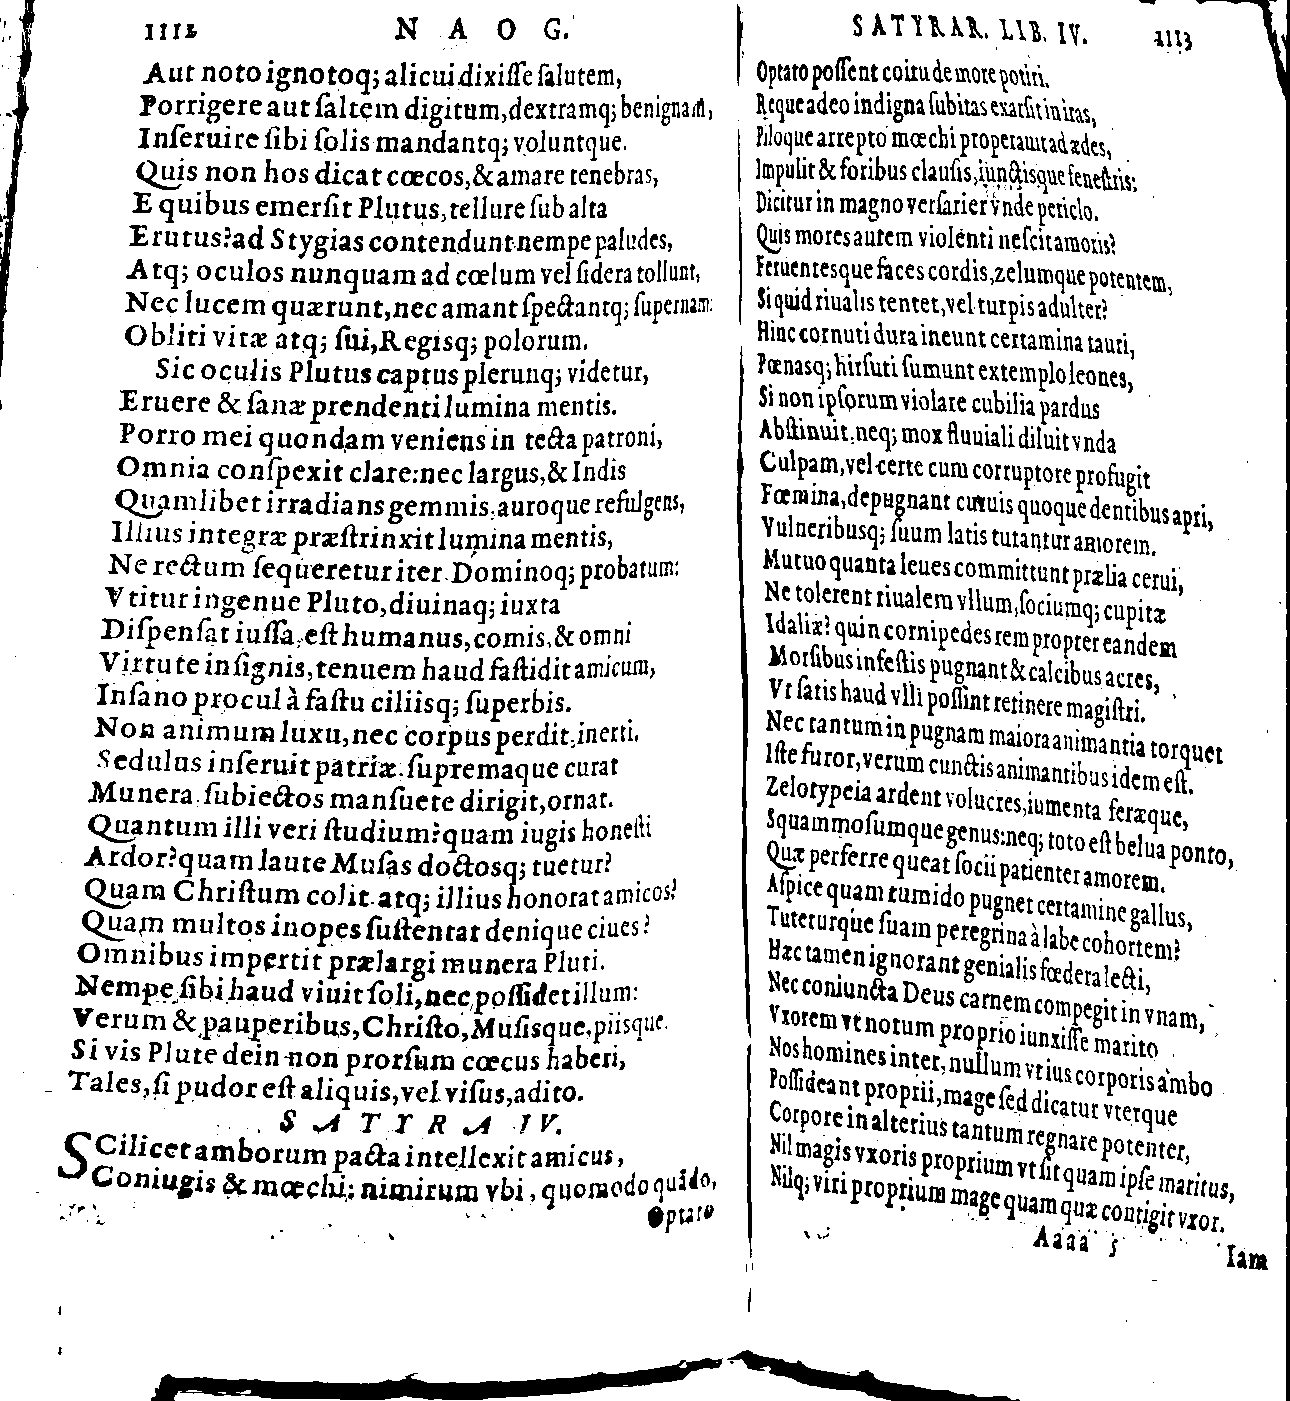 1112 N A O G.
Aut noto ignotoq; alicui dixiſſe ſalutem,
Porrigere aut ſaltem digitum, dextramq; benignam,
Inſeruire ſibi ſolis mandantq; voluntque.
Quis non hos dicat cœcos, & amare tenebras,
E quibus emerſit Plutus, tellure ſub alta
Erutus? ad Stygias contendunt nempe paludes,
Atq; oculos nunquam ad cœlum vel ſidera tollunt,
Nec lucem quærunt, nec amant ſpectantq; ſupernam:
Obliti vitæ atq; ſui, Regisq; polorum.
Sic oculis Plutus captus plerunq; videtur,
Eruere & ſanæ prendenti lumina mentis.
Porro mei quondam veniens in tecta patroni,
Omnia conſpexit clare: nec largus, & Indis
Quamlibet irradians gemmis, auroque refulgens,
Illius integræ præſtrinxit lumina mentis,
Ne rectum ſequeretur iter Dominoq; probatum:
Vtitur ingenue Pluto, diuinaq; iuxta
Diſpenſat iuſſa, eſt humanus, comis, & omni
Virtute inſignis, tenuem haud faſtidit amicum,
Inſano procul à faſtu ciliisq; ſuperbis.
Non animum luxu, nec corpus perdit inerti.
Sedulus inſeruit patriæ, ſupremaque curat
Munera, ſubiectos manſuete dirigit, ornat.
Quantum illi veri ſtudium? quam iugis honeſti
Ardor? quam laute Muſas doctosq; tuetur?
Quam Chriſtum colit atq; illius honorat amicos?
Quam multos inopes ſuſtentat denique ciues?
Omnibus impertit prælargi munera Pluti.
Nempe ſibi haud viuit ſoli, nec poſſidet illum:
Verum & pauperibus, Chriſto, Muſisque, piisque.
Si vis Plute dein non prorſum cœcus haberi,
Tales, ſi pudor eſt aliquis, vel viſus, adito.
S A T Y R A IV.
SCilicet amborum pacta intellexit amicus,
Coniugis & mœchi; nimirum vbi, quomodo quido,
Optato
SATYRAR. LIB. IV. 1113
Optato poſſent coitu de more potiri.
Reque adeo indigna ſubitas exarſit in iras,
Piloque arrepto mœchi properauit ad ædes,
Impulit & foribus clauſis, iunctisque feneſtris:
Dicitur in magno verſarier vnde periclo.
Quis mores autem violenti neſcit amoris?
Feruentesque faces cordis, zelumque potentem,
Si quid riualis tentet, vel turpis adulter?
Hinc cornuti dura ineunt certamina tauri,
Pœnasq; hirſuti ſumunt extemplo leones,
Si non ipſorum violare cubilia pardus
Abſtinuit, neq; mox fluuiali diluit vnda
Culpam, vel certe cum corruptore profugit
Fœmina, depugnant curuis quoque dentibus apri,
Vulneribusq; ſuum latis tutantur amorem.
Mutuo quanta leues committunt prælia cerui,
Ne tolerent riualem vllum, ſociumq; cupitæ
Idaliæ? quin cornipedes rem propter eandem
Morſibus infeſtis pugnant & calcibus acres,
Vt ſatis haud vlli poſſint retinere magiſtri.
Nec tantum in pugnam maiora animantia torquet
Iſte furor, verum cunctis animantibus idem eſt.
Zelotypeia ardent volucres, iumenta feræque,
Squammoſumque genus: neq; toto eſt belua ponto,
Quæ perferre queat ſocii patienter amorem.
Aſpice quam tumido pugnet certamine gallus,
Tuteturque ſuam peregrina à labe cohortem?
Hæc tamen ignorant genialis fœdera lecti,
Nec coniuncta Deus carnem compegit in vnam,
Vxorem vt notum proprio iunxiſſe marito
Nos homines inter, nullum vt ius corporis ambo
Poſſideant proprii, mage ſed dicatur vterque
Corpore in alterius tantum regnare potenter,
Nil magis vxoris proprium vt ſit quam ipſe maritus,
Nilq; viri proprium mage quam quæ contigit vxor.
Aaaa 5 Iam